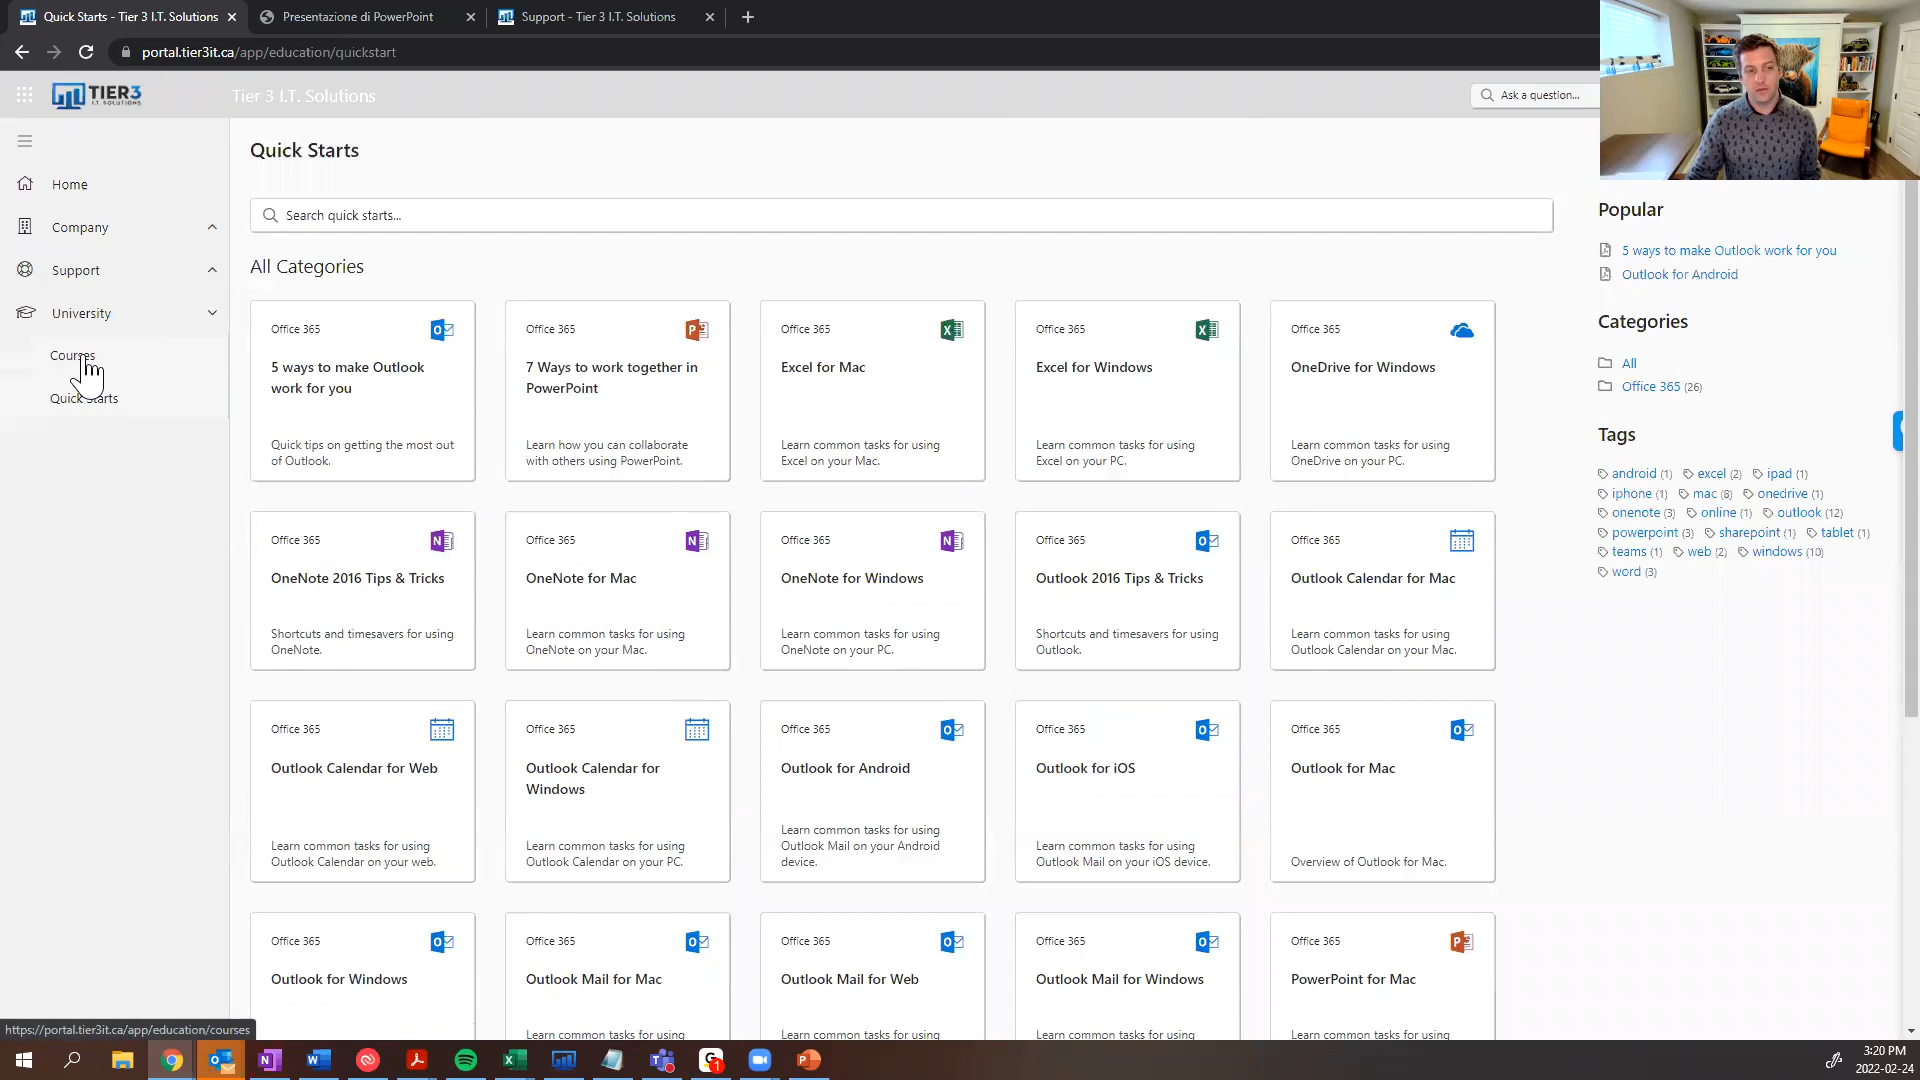 Quick Starts - Tier 3 I.T. Solutions
Presentazione di PowerPoint
Support - Tier 3 I.T. Solutions
portal.tier3it.ca/app/education/quickstart
TIER3
I.T. SOLUTIONS
Tier 3 I.T. Solutions
Ask a question...
Home
Company
Support
University
Courses
Quick Starts
Quick Starts
Search quick starts...
All Categories
Office 365
5 ways to make Outlook
work for you
Quick tips on getting the most out
of Outlook.
Office 365
7 Ways to work together in
PowerPoint
Learn how you can collaborate
with others using PowerPoint.
Office 365
Excel for Mac
Learn common tasks for using
Excel on your Mac.
Office 365
Excel for Windows
Learn common tasks for using
Excel on your PC.
Office 365
OneDrive for Windows
Learn common tasks for using
OneDrive on your PC.
Office 365
OneNote 2016 Tips & Tricks
Shortcuts and timesavers for using
OneNote.
Office 365
OneNote for Mac
Learn common tasks for using
OneNote on your Mac.
Office 365
OneNote for Windows
Learn common tasks for using
OneNote on your PC.
Office 365
Outlook 2016 Tips & Tricks
Shortcuts and timesavers for using
Outlook.
Office 365
Outlook Calendar for Mac
Learn common tasks for using
Outlook Calendar on your Mac.
Office 365
Outlook Calendar for Web
Learn common tasks for using
Outlook Calendar on your web.
Office 365
Outlook Calendar for
Windows
Learn common tasks for using
Outlook Calendar on your PC.
Office 365
Outlook for Android
Learn common tasks for using
Outlook Mail on your Android
device.
Office 365
Outlook for iOS
Learn common tasks for using
Outlook Mail on your iOS device.
Office 365
Outlook for Mac
Overview of Outlook for Mac.
Office 365
Outlook for Windows
Office 365
Outlook Mail for Mac
Learn common tasks for using
Office 365
Outlook Mail for Web
Learn common tasks for using
Office 365
Outlook Mail for Windows
Learn common tasks for using
Office 365
PowerPoint for Mac
Learn common tasks for using
Popular
5 ways to make Outlook work for you
Outlook for Android
Categories
All
Office 365 (26)
Tags
android (1) excel (2) ipad (1)
iphone (1) mac (8) onedrive (1)
onenote (3) online (1) outlook (12)
powerpoint (3) sharepoint (1) tablet (1)
teams (1) web (2) windows (10)
word (3)
https://portal.tier3it.ca/app/education/courses
3:20 PM
2022-02-24